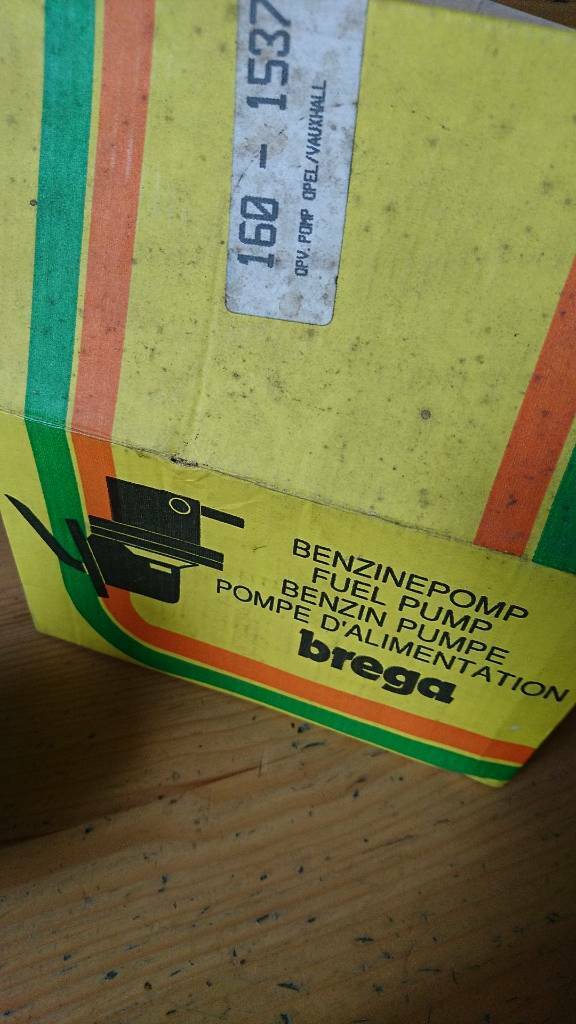 160 - 1537
OPV. POMP OPEL/VAUXHALL
BENZINEPOMP
FUEL PUMP
BENZIN PUMPE
POMPE D'ALIMENTATION
brega